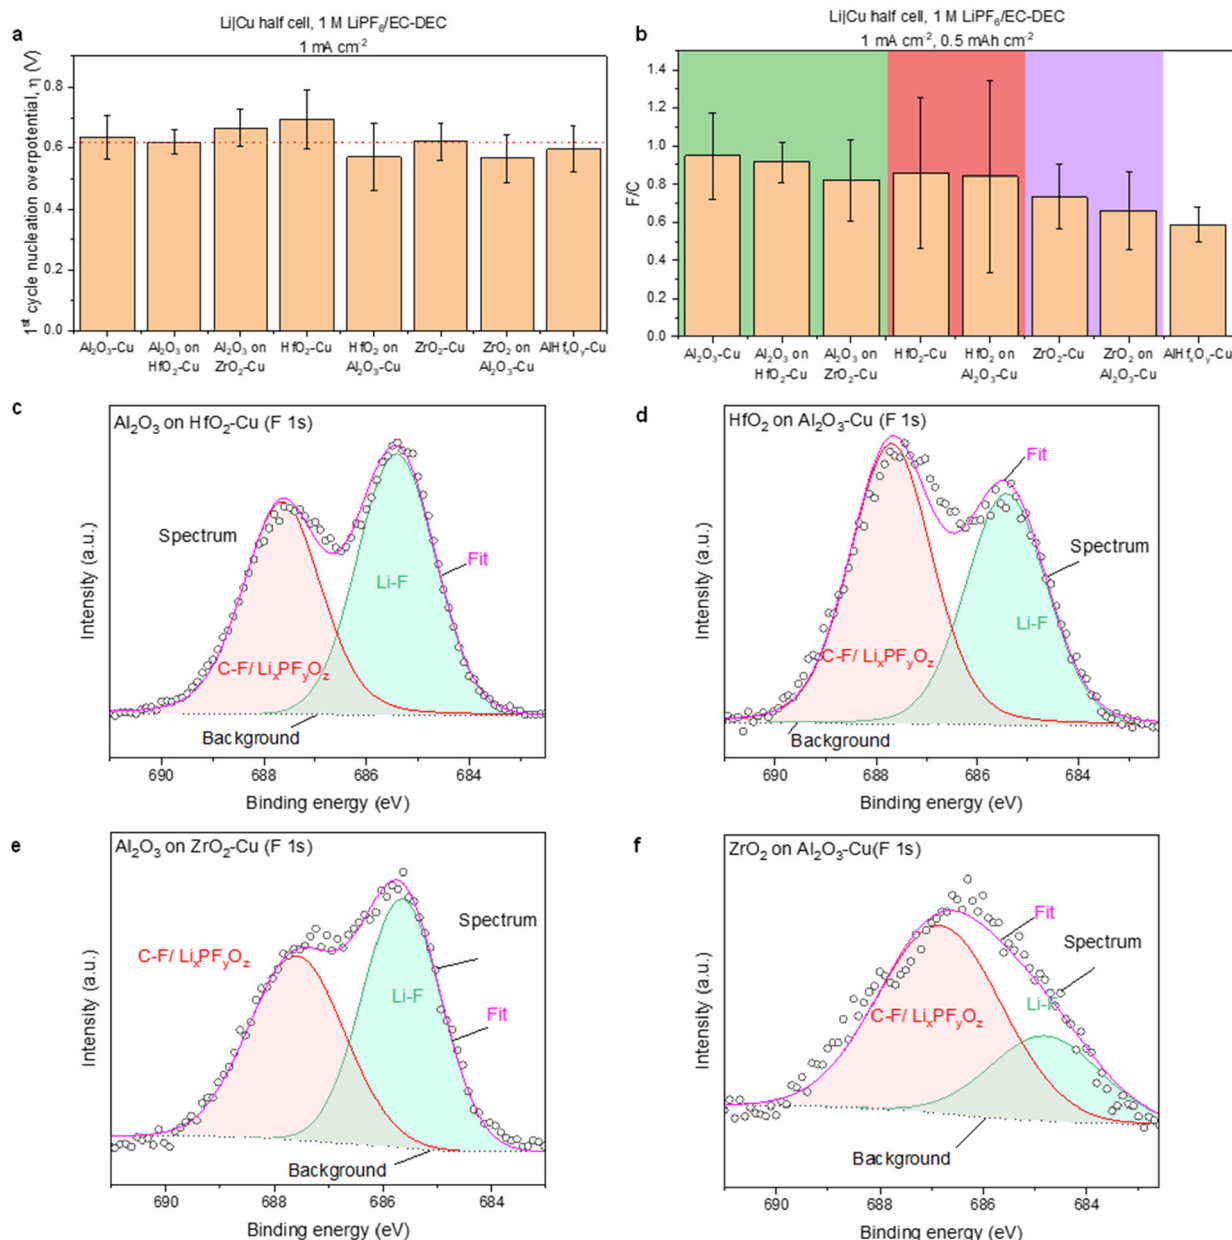 a
Li|Cu half cell, 1 M LiPF₆/EC-DEC
1 mA cm⁻²
1ˢᵗ cycle nucleation overpotential, η (V)
0.8
0.6
0.4
0.2
0.0
Al₂O₃-Cu
Al₂O₃ on HfO₂-Cu
Al₂O₃ on ZrO₂-Cu
HfO₂-Cu
HfO₂ on Al₂O₃-Cu
ZrO₂-Cu
ZrO₂ on Al₂O₃-Cu
AlHfₓOᵧ-Cu
b
Li|Cu half cell, 1 M LiPF₆/EC-DEC
1 mA cm⁻², 0.5 mAh cm⁻²
F/C
1.4
1.2
1.0
0.8
0.6
0.4
0.2
0.0
Al₂O₃-Cu
Al₂O₃ on HfO₂-Cu
Al₂O₃ on ZrO₂-Cu
HfO₂-Cu
HfO₂ on Al₂O₃-Cu
ZrO₂-Cu
ZrO₂ on Al₂O₃-Cu
AlHfₓOᵧ-Cu
c
Al₂O₃ on HfO₂-Cu (F 1s)
Spectrum
Fit
Li-F
C-F/ LiₓPFᵧO_z
Background
Intensity (a.u.)
690 688 686 684
Binding energy (eV)
d
HfO₂ on Al₂O₃-Cu (F 1s)
Fit
Spectrum
Li-F
C-F/ LiₓPFᵧO_z
Background
Intensity (a.u.)
690 688 686 684
Binding energy (eV)
e
Al₂O₃ on ZrO₂-Cu (F 1s)
Spectrum
C-F/ LiₓPFᵧO_z
Li-F
Fit
Background
Intensity (a.u.)
690 688 686 684
Binding energy (eV)
f
ZrO₂ on Al₂O₃-Cu(F 1s)
Fit
Spectrum
Li-F
C-F/ LiₓPFᵧO_z
Background
Intensity (a.u.)
690 688 686 684
Binding energy (eV)